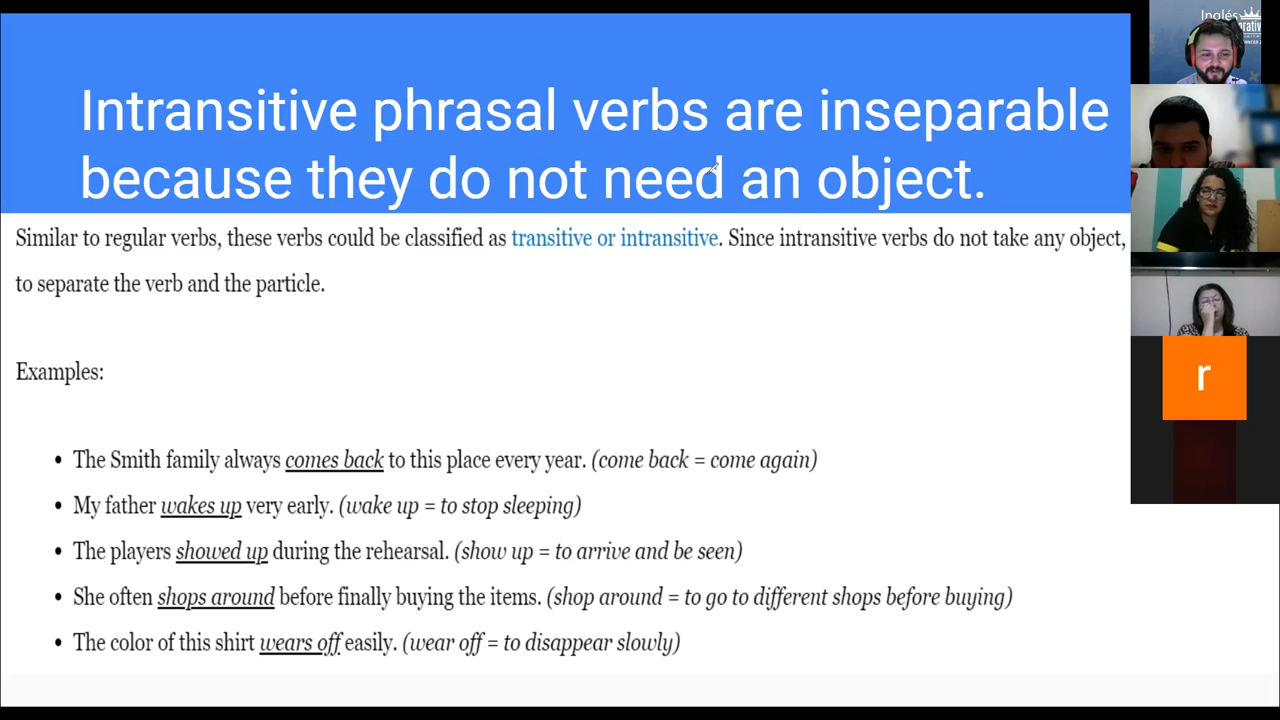 Intransitive phrasal verbs are inseparable
because they do not need an object.
Similar to regular verbs, these verbs could be classified as transitive or intransitive. Since intransitive verbs do not take any object,
to separate the verb and the particle.
Examples:
• The Smith family always comes back to this place every year. (come back = come again)
• My father wakes up very early. (wake up = to stop sleeping)
• The players showed up during the rehearsal. (show up = to arrive and be seen)
• She often shops around before finally buying the items. (shop around = to go to different shops before buying)
• The color of this shirt wears off easily. (wear off = to disappear slowly)
Inglés
r